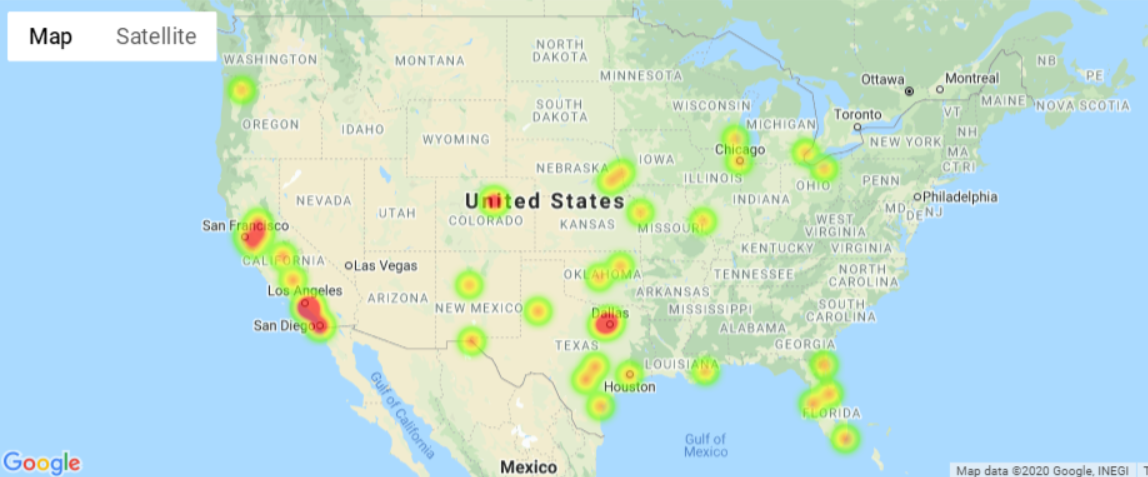 Map Satellite
WASHINGTON
MONTANA
NORTH
DAKOTA
MINNESOTA
Ottawa
Montreal
NB
PE
SOUTH
DAKOTA
WISCONSIN
MAINE
NOVA SCOTIA
OREGON
IDAHO
WYOMING
MICHIGAN
Toronto
VT
NH
NEW YORK
MA
CT RI
Chicago
IOWA
NEBRASKA
ILLINOIS
OHIO
PENN
NEVADA
UTAH
United States
COLORADO
KANSAS
MISSOURI
INDIANA
Philadelphia
MD
DE NJ
WEST
VIRGINIA
San Francisco
CALIFORNIA
Las Vegas
KENTUCKY
VIRGINIA
OKLAHOMA
TENNESSEE
NORTH
CAROLINA
Los Angeles
ARIZONA
NEW MEXICO
ARKANSAS
MISSISSIPPI
SOUTH
CAROLINA
San Diego
Dallas
ALABAMA
GEORGIA
TEXAS
LOUISIANA
Houston
Gulf of
California
FLORIDA
Gulf of
Mexico
Mexico
Google
Map data ©2020 Google, INEGI
T